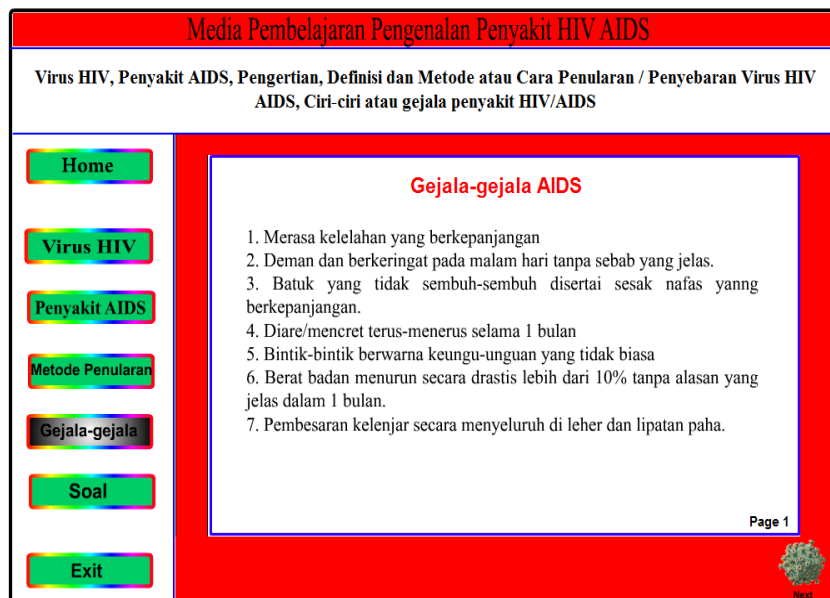 Media Pembelajaran Pengenalan Penyakit HIV AIDS
Virus HIV, Penyakit AIDS, Pengertian, Definisi dan Metode atau Cara Penularan / Penyebaran Virus HIV
AIDS, Ciri-ciri atau gejala penyakit HIV/AIDS
Home
Virus HIV
Penyakit AIDS
Metode Penularan
Gejala-gejala
Soal
Exit
Gejala-gejala AIDS
1. Merasa kelelahan yang berkepanjangan
2. Deman dan berkeringat pada malam hari tanpa sebab yang jelas.
3. Batuk yang tidak sembuh-sembuh disertai sesak nafas yanng
berkepanjangan.
4. Diare/mencret terus-menerus selama 1 bulan
5. Bintik-bintik berwarna keungu-unguan yang tidak biasa
6. Berat badan menurun secara drastis lebih dari 10% tanpa alasan yang
jelas dalam 1 bulan.
7. Pembesaran kelenjar secara menyeluruh di leher dan lipatan paha.
Page 1
Next